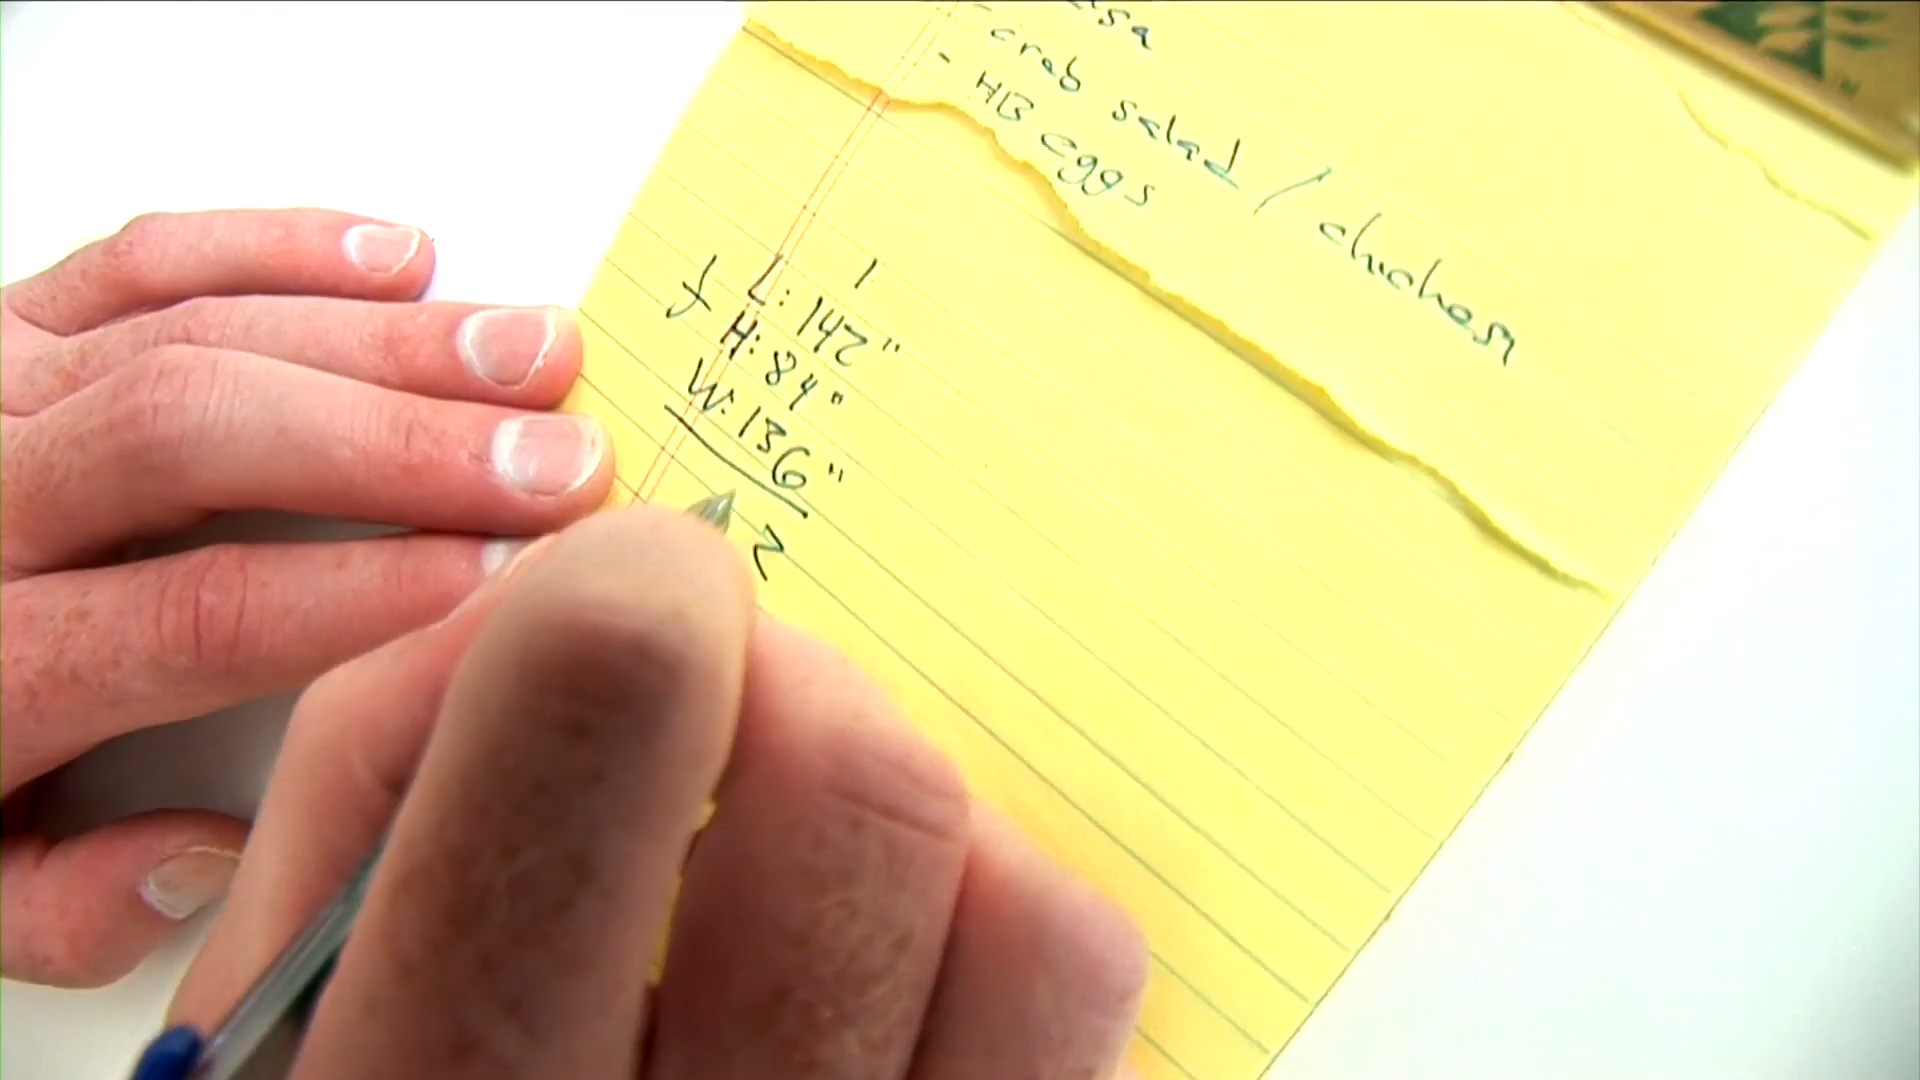 - crab salad / chicken
- HB eggs
1
L: 142"
H: 84"
W: 136"
2